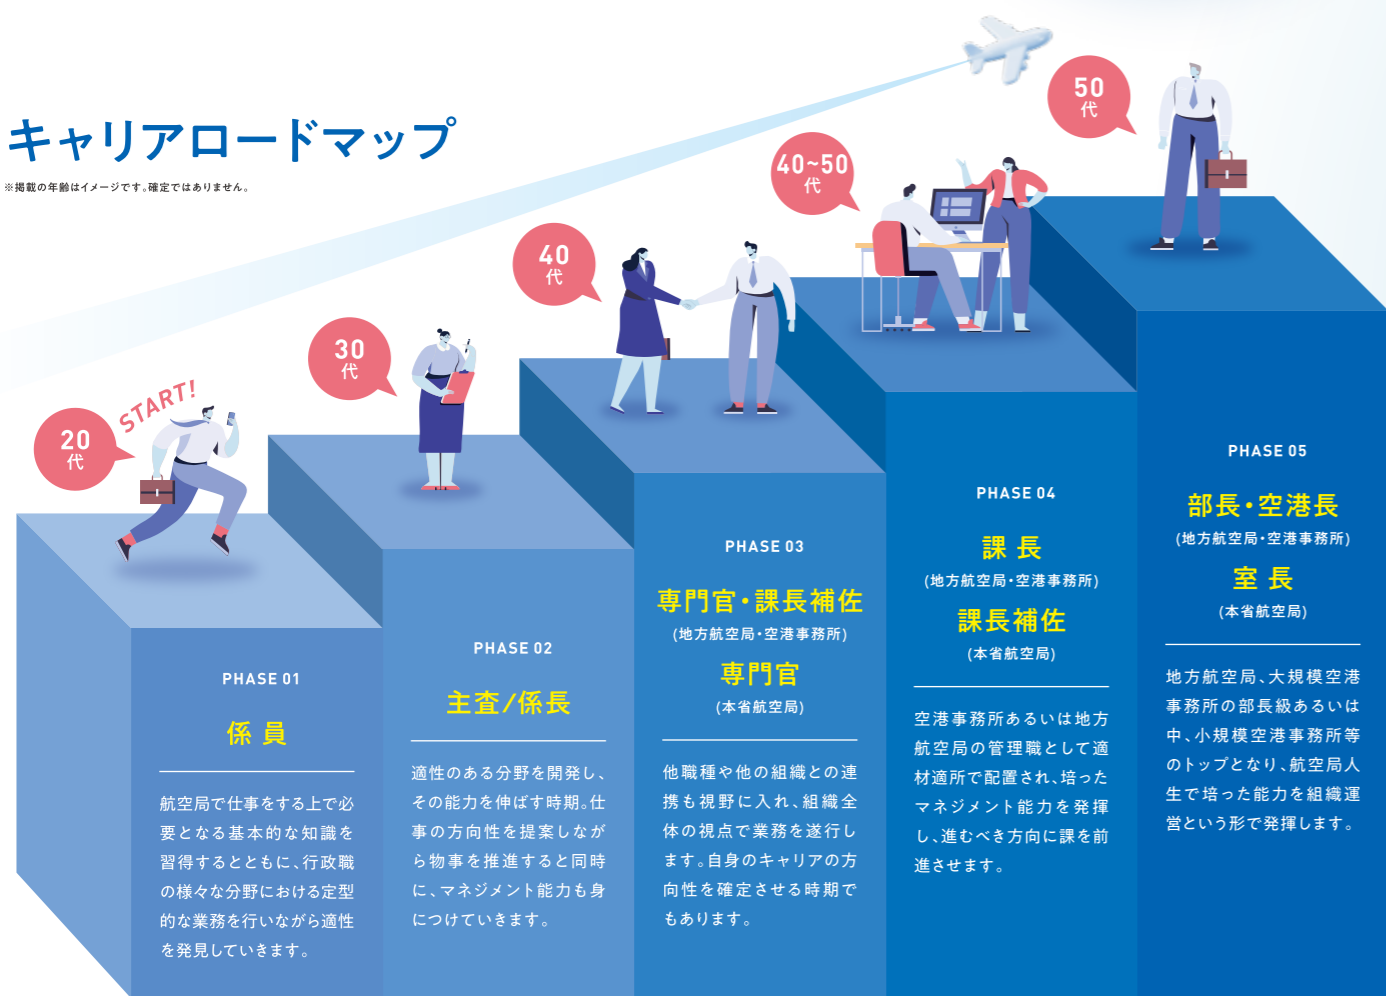 キャリアロードマップ
※掲載の年齢はイメージです。確定ではありません。
20
代
START!
30
代
40
代
40~50
代
50
代
PHASE 01
係 員
航空局で仕事をする上で必
要となる基本的な知識を
習得するとともに、行政職
の様々な分野における定型
的な業務を行いながら適性
を発見していきます。
PHASE 02
主査/係長
適性のある分野を開発し、
その能力を伸ばす時期。仕
事の方向性を提案しなが
ら物事を推進すると同時
に、マネジメント能力も身
につけていきます。
PHASE 03
専門官・課長補佐
(地方航空局・空港事務所)
専門官
(本省航空局)
他職種や他の組織との連
携も視野に入れ、組織全
体の視点で業務を遂行し
ます。自身のキャリアの方
向性を確定させる時期で
もあります。
PHASE 04
課 長
(地方航空局・空港事務所)
課長補佐
(本省航空局)
空港事務所あるいは地方
航空局の管理職として適
材適所で配置され、培った
マネジメント能力を発揮
し、進むべき方向に課を前
進させます。
PHASE 05
部長・空港長
(地方航空局・空港事務所)
室 長
(本省航空局)
地方航空局、大規模空港
事務所の部長級あるいは
中、小規模空港事務所等
のトップとなり、航空局人
生で培った能力を組織運
営という形で発揮します。